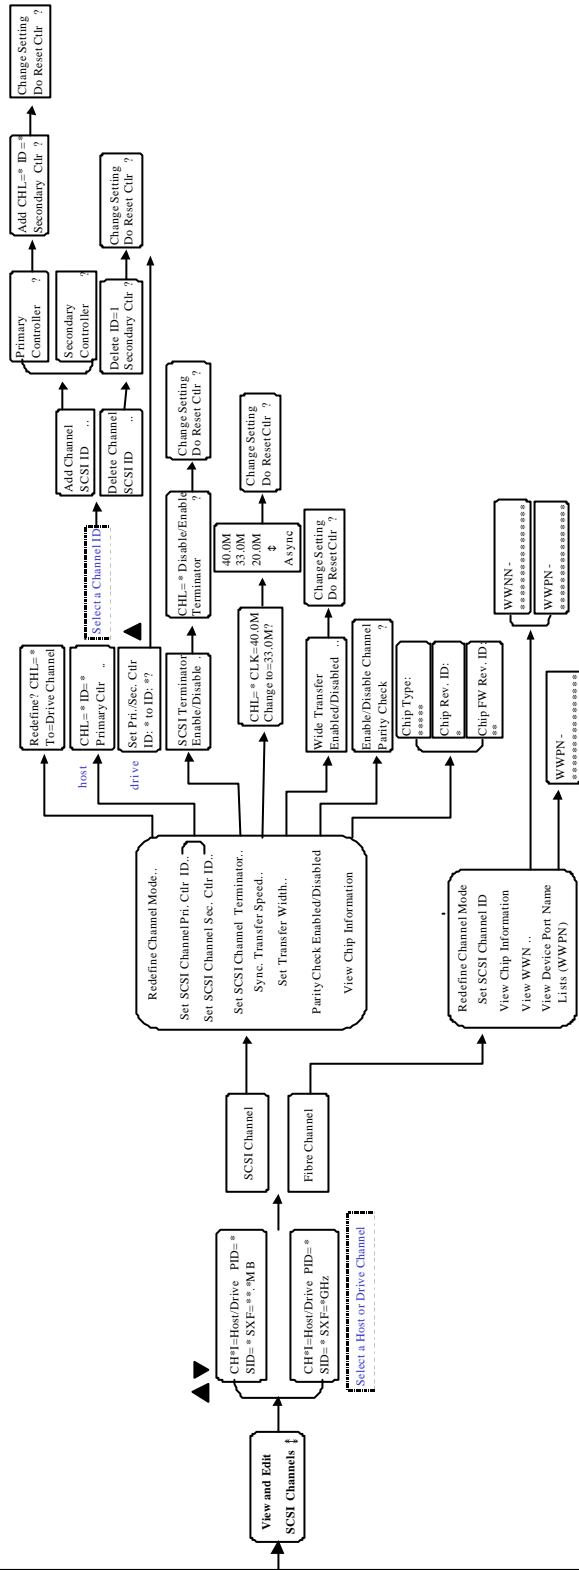 View and Edit
SCSI Channels ⇕
CH*I=Host/Drive PID=*
SID=* SXF=**.*MB
CH*I=Host/Drive PID=*
SID=* SXF=*GHz
Select a Host or Drive Channel
SCSI Channel
Fibre Channel
Redefine Channel Mode..
Set SCSI Channel Pri. Ctlr ID..
Set SCSI Channel Sec. Ctlr ID..
Set SCSI Channel Terminator..
Sync. Transfer Speed..
Set Transfer Width..
Parity Check Enabled/Disabled
View Chip Information
Redefine Channel Mode
Set SCSI Channel ID
View Chip Information
View WWN ..
View Device Port Name
Lists (WWPN)
Redefine? CHL=*
To=Drive Channel
host
CHL=* ID=*
Primary Ctlr ..
drive
Set Pri./Sec. Ctlr
ID: * to ID: *?
Select a Channel ID
Add Channel
SCSI ID ..
Delete Channel
SCSI ID ..
Primary
Controller ?
Secondary
Controller ?
Delete ID=1
Secondary Ctlr ?
Add CHL=* ID=*
Secondary Ctlr ?
Change Setting
Do Reset Ctlr ?
Change Setting
Do Reset Ctlr ?
SCSI Terminator
Enable/Disable ..
CHL=* Disable/Enable
Terminator ?
Change Setting
Do Reset Ctlr ?
CHL=* CLK=40.0M
Change to=33.0M?
40.0M
33.0M
20.0M
⇕
Async
Change Setting
Do Reset Ctlr ?
Wide Transfer
Enabled/Disabled ..
Change Setting
Do Reset Ctlr ?
Enable/Disable Channel
Parity Check ?
Chip Type:
*****
Chip Rev. ID:
*
Chip FW Rev. ID:
**
WWNN-
****************
WWPN-
****************
WWPN-
****************